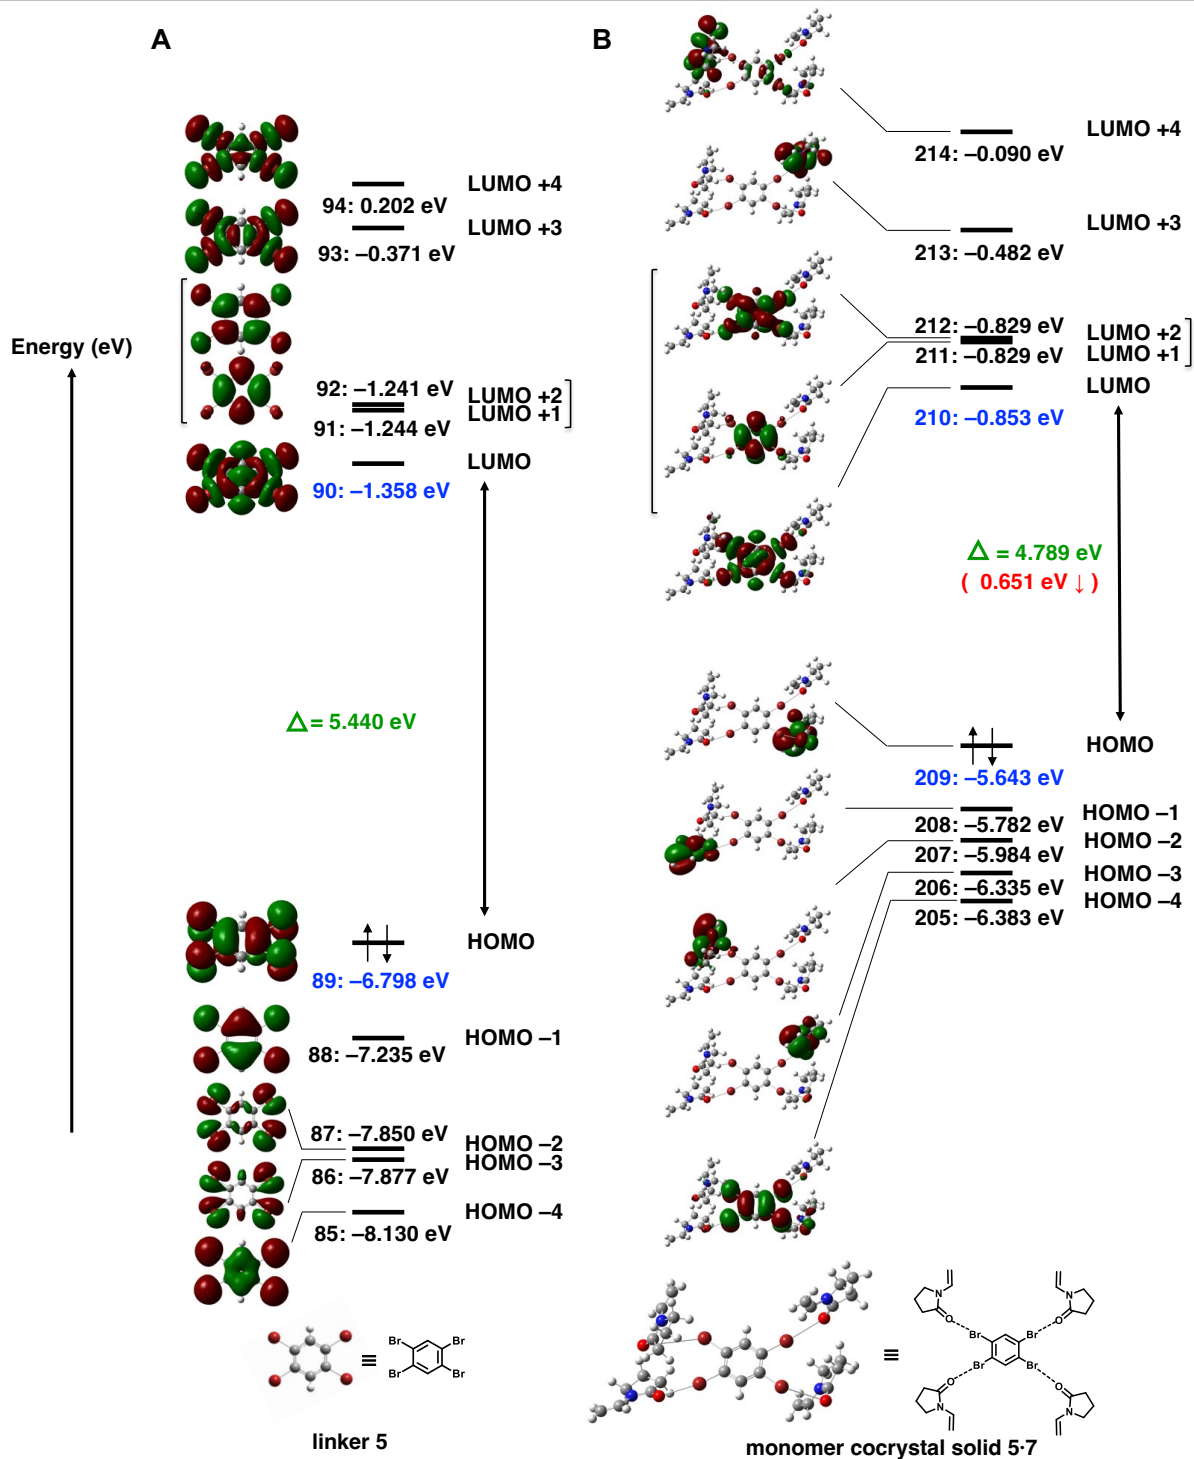 A
LUMO +4
94: 0.202 eV
LUMO +3
93: –0.371 eV
Energy (eV)
92: –1.241 eV
LUMO +2
LUMO +1
91: –1.244 eV
LUMO
90: –1.358 eV
Δ = 5.440 eV
HOMO
89: –6.798 eV
HOMO –1
88: –7.235 eV
87: –7.850 eV
HOMO –2
HOMO –3
86: –7.877 eV
HOMO –4
85: –8.130 eV
≡
Br
Br
Br
Br
linker 5
B
LUMO +4
214: –0.090 eV
LUMO +3
213: –0.482 eV
212: –0.829 eV
LUMO +2
211: –0.829 eV
LUMO +1
LUMO
210: –0.853 eV
Δ = 4.789 eV
( 0.651 eV ↓ )
HOMO
209: –5.643 eV
HOMO –1
208: –5.782 eV
HOMO –2
207: –5.984 eV
HOMO –3
206: –6.335 eV
HOMO –4
205: –6.383 eV
≡
N
N
O
O
Br
Br
Br
Br
O
O
N
N
monomer cocrystal solid 5·7